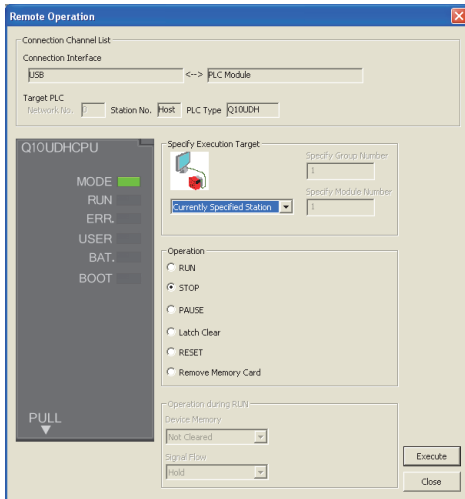 Remote Operation
Connection Channel List
Connection Interface
USB <--> PLC Module
Target PLC
Network No. 0 Station No. Host PLC Type Q10UDH
Q10UDHCPU
MODE
RUN
ERR.
USER
BAT.
BOOT
PULL
Specify Execution Target
Currently Specified Station
Specify Group Number
1
Specify Module Number
1
Operation
RUN
STOP
PAUSE
Latch Clear
RESET
Remove Memory Card
Operation during RUN
Device Memory
Not Cleared
Signal Flow
Hold
Execute
Close